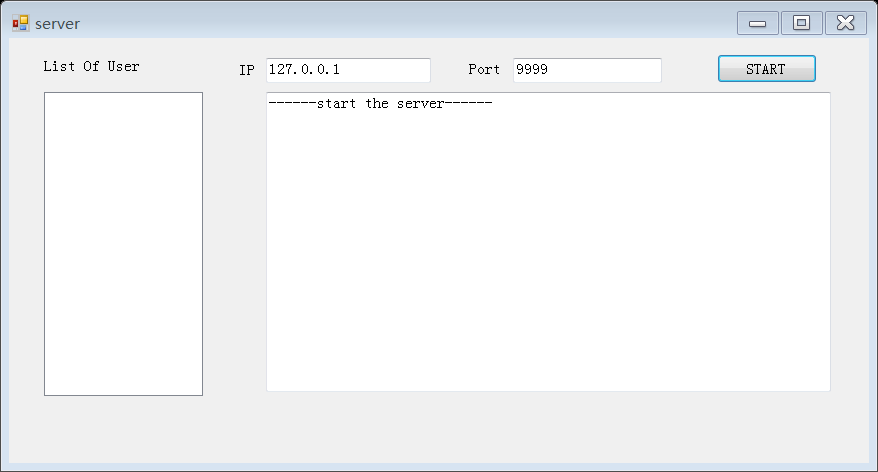 server
List Of User
IP 127.0.0.1 Port 9999 START
------start the server------